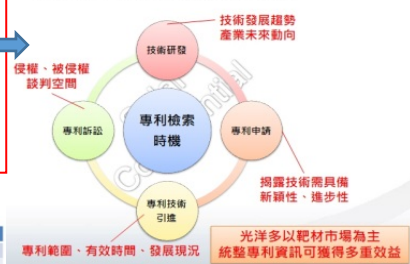 技術發展趨勢
產業未來動向
技術研發
侵權、被侵權
談判空間
專利訴訟
專利檢索
時機
專利申請
揭露技術需具備
新穎性、進步性
專利技術
引進
專利範圍、有效時間、發展現況
光洋多以靶材市場為主
統整專利資訊可獲得多重效益